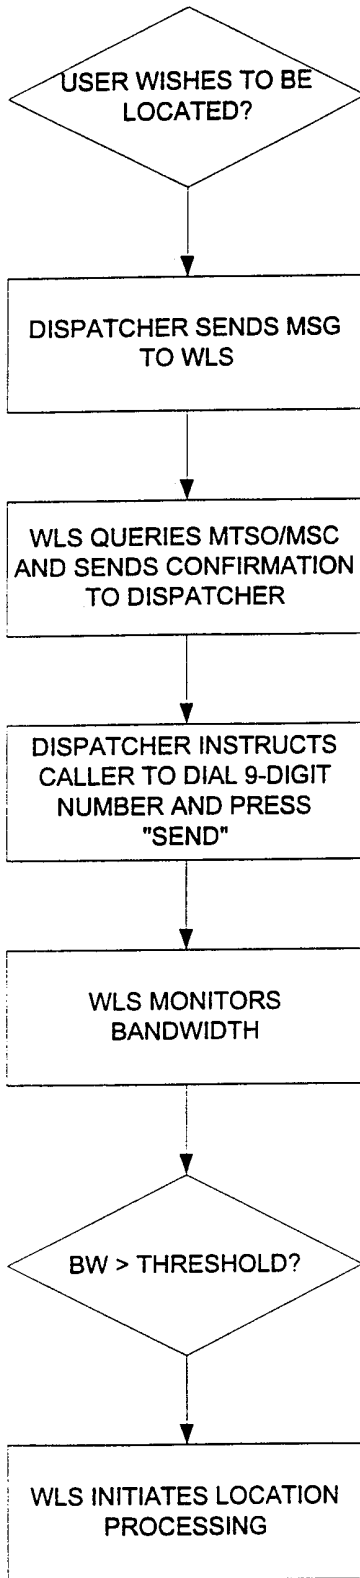 USER WISHES TO BE
LOCATED?
DISPATCHER SENDS MSG
TO WLS
WLS QUERIES MTSO/MSC
AND SENDS CONFIRMATION
TO DISPATCHER
DISPATCHER INSTRUCTS
CALLER TO DIAL 9-DIGIT
NUMBER AND PRESS
"SEND"
WLS MONITORS
BANDWIDTH
BW > THRESHOLD?
WLS INITIATES LOCATION
PROCESSING